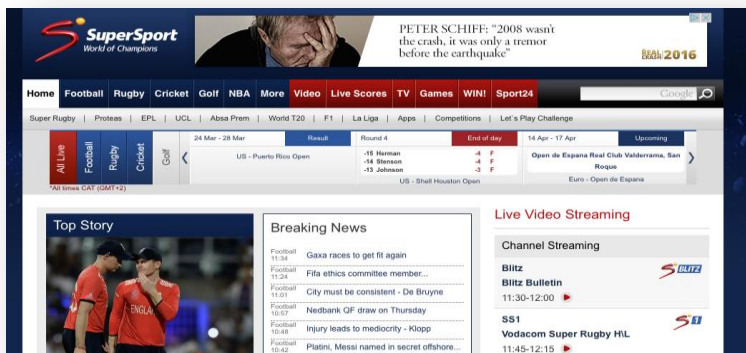 SuperSport
World of Champions
PETER SCHIFF: "2008 wasn't
the crash, it was only a tremor
before the earthquake"
REAL CRASH 2016
Home Football Rugby Cricket Golf NBA More Video Live Scores TV Games WIN! Sport24
Google
Super Rugby | Proteas | EPL | UCL | Absa Prem | World T20 | F1 | La Liga | Apps | Competitions | Let's Play Challenge
All Live
Football
Rugby
Cricket
Golf
24 Mar - 28 Mar Result
US - Puerto Rico Open
Round 4 End of day
-15 Herman -4 F
-14 Stenson -4 F
-13 Johnson -3 F
US - Shell Houston Open
14 Apr - 17 Apr Upcoming
Open de Espana Real Club Valderrama, San
Roque
Euro - Open de Espana
*All times CAT (GMT+2)
Top Story
ENGLA
Breaking News
Football
11:34 Gaxa races to get fit again
Football
11:24 Fifa ethics committee member...
Football
11:01 City must be consistent - De Bruyne
Football
10:57 Nedbank QF draw on Thursday
Football
10:48 Injury leads to mediocrity - Klopp
Football
10:42 Platini, Messi named in secret offshore...
Live Video Streaming
Channel Streaming
Blitz
BLITZ
Blitz Bulletin
11:30-12:00
SS1
1
Vodacom Super Rugby H\L
11:45-12:15